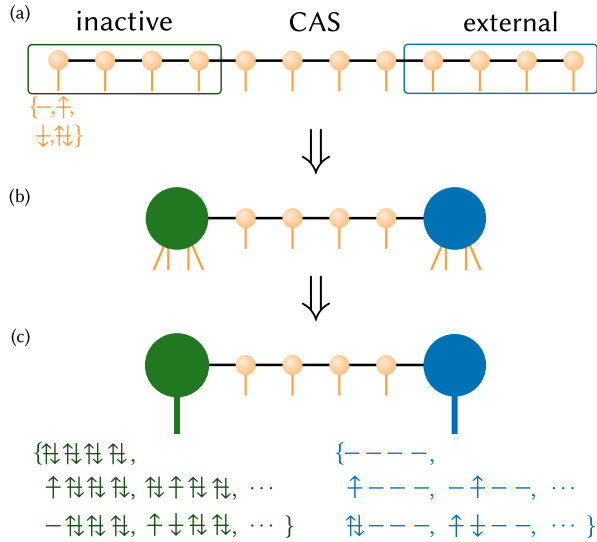 (a)
inactive CAS external
{—, ↑,
↓, ↑↓}
(b)
(c)
{↑↓ ↑↓ ↑↓ ↑↓,
↑ ↑↓ ↑↓ ↑↓, ↑↓ ↑ ↑↓ ↑↓, ⋯
— ↑↓ ↑↓ ↑↓, ↑ ↓ ↑↓ ↑↓, ⋯ }
{— — — —,
↑ — — —, — ↑ — —, ⋯
↑↓ — — —, ↑ ↓ — —, ⋯ }